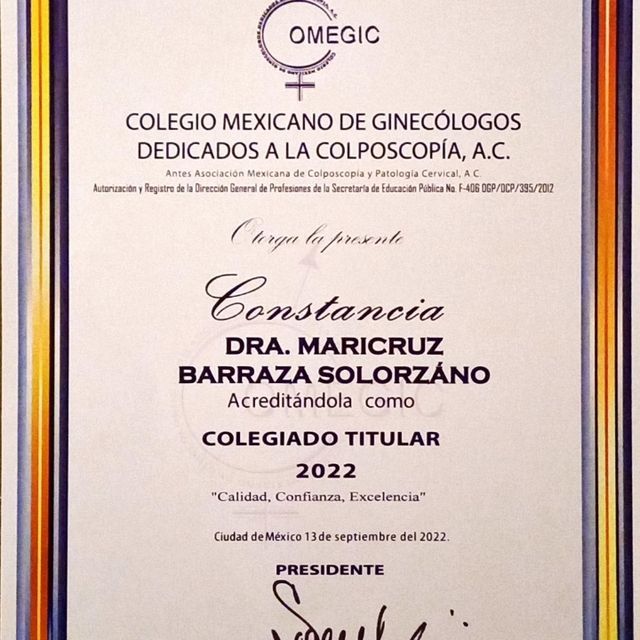 COMEGIC
COLEGIO MEXICANO DE GINECÓLOGOS
DEDICADOS A LA COLPOSCOPÍA, A.C.
Antes Asociación Mexicana de Colposcopía y Patología Cervical, A.C.
Autorización y Registro de la Dirección General de Profesiones de la Secretaría de Educación Pública No. F-406 DGP/DCP/395/2012
Otorga la presente
Constancia
DRA. MARICRUZ
BARRAZA SOLORZÁNO
Acreditándola como
COLEGIADO TITULAR
2022
"Calidad, Confianza, Excelencia"
Ciudad de México 13 de septiembre del 2022.
PRESIDENTE